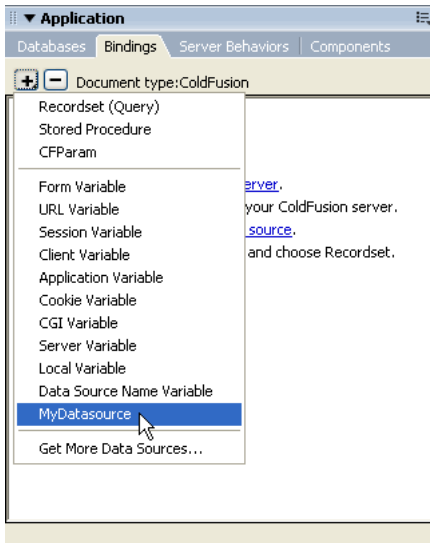 Application
Databases Bindings Server Behaviors Components
Document type:ColdFusion
Recordset (Query)
Stored Procedure
CFParam
Form Variable erver.
URL Variable your ColdFusion server.
Session Variable source.
Client Variable and choose Recordset.
Application Variable
Cookie Variable
CGI Variable
Server Variable
Local Variable
Data Source Name Variable
MyDatasource
Get More Data Sources...